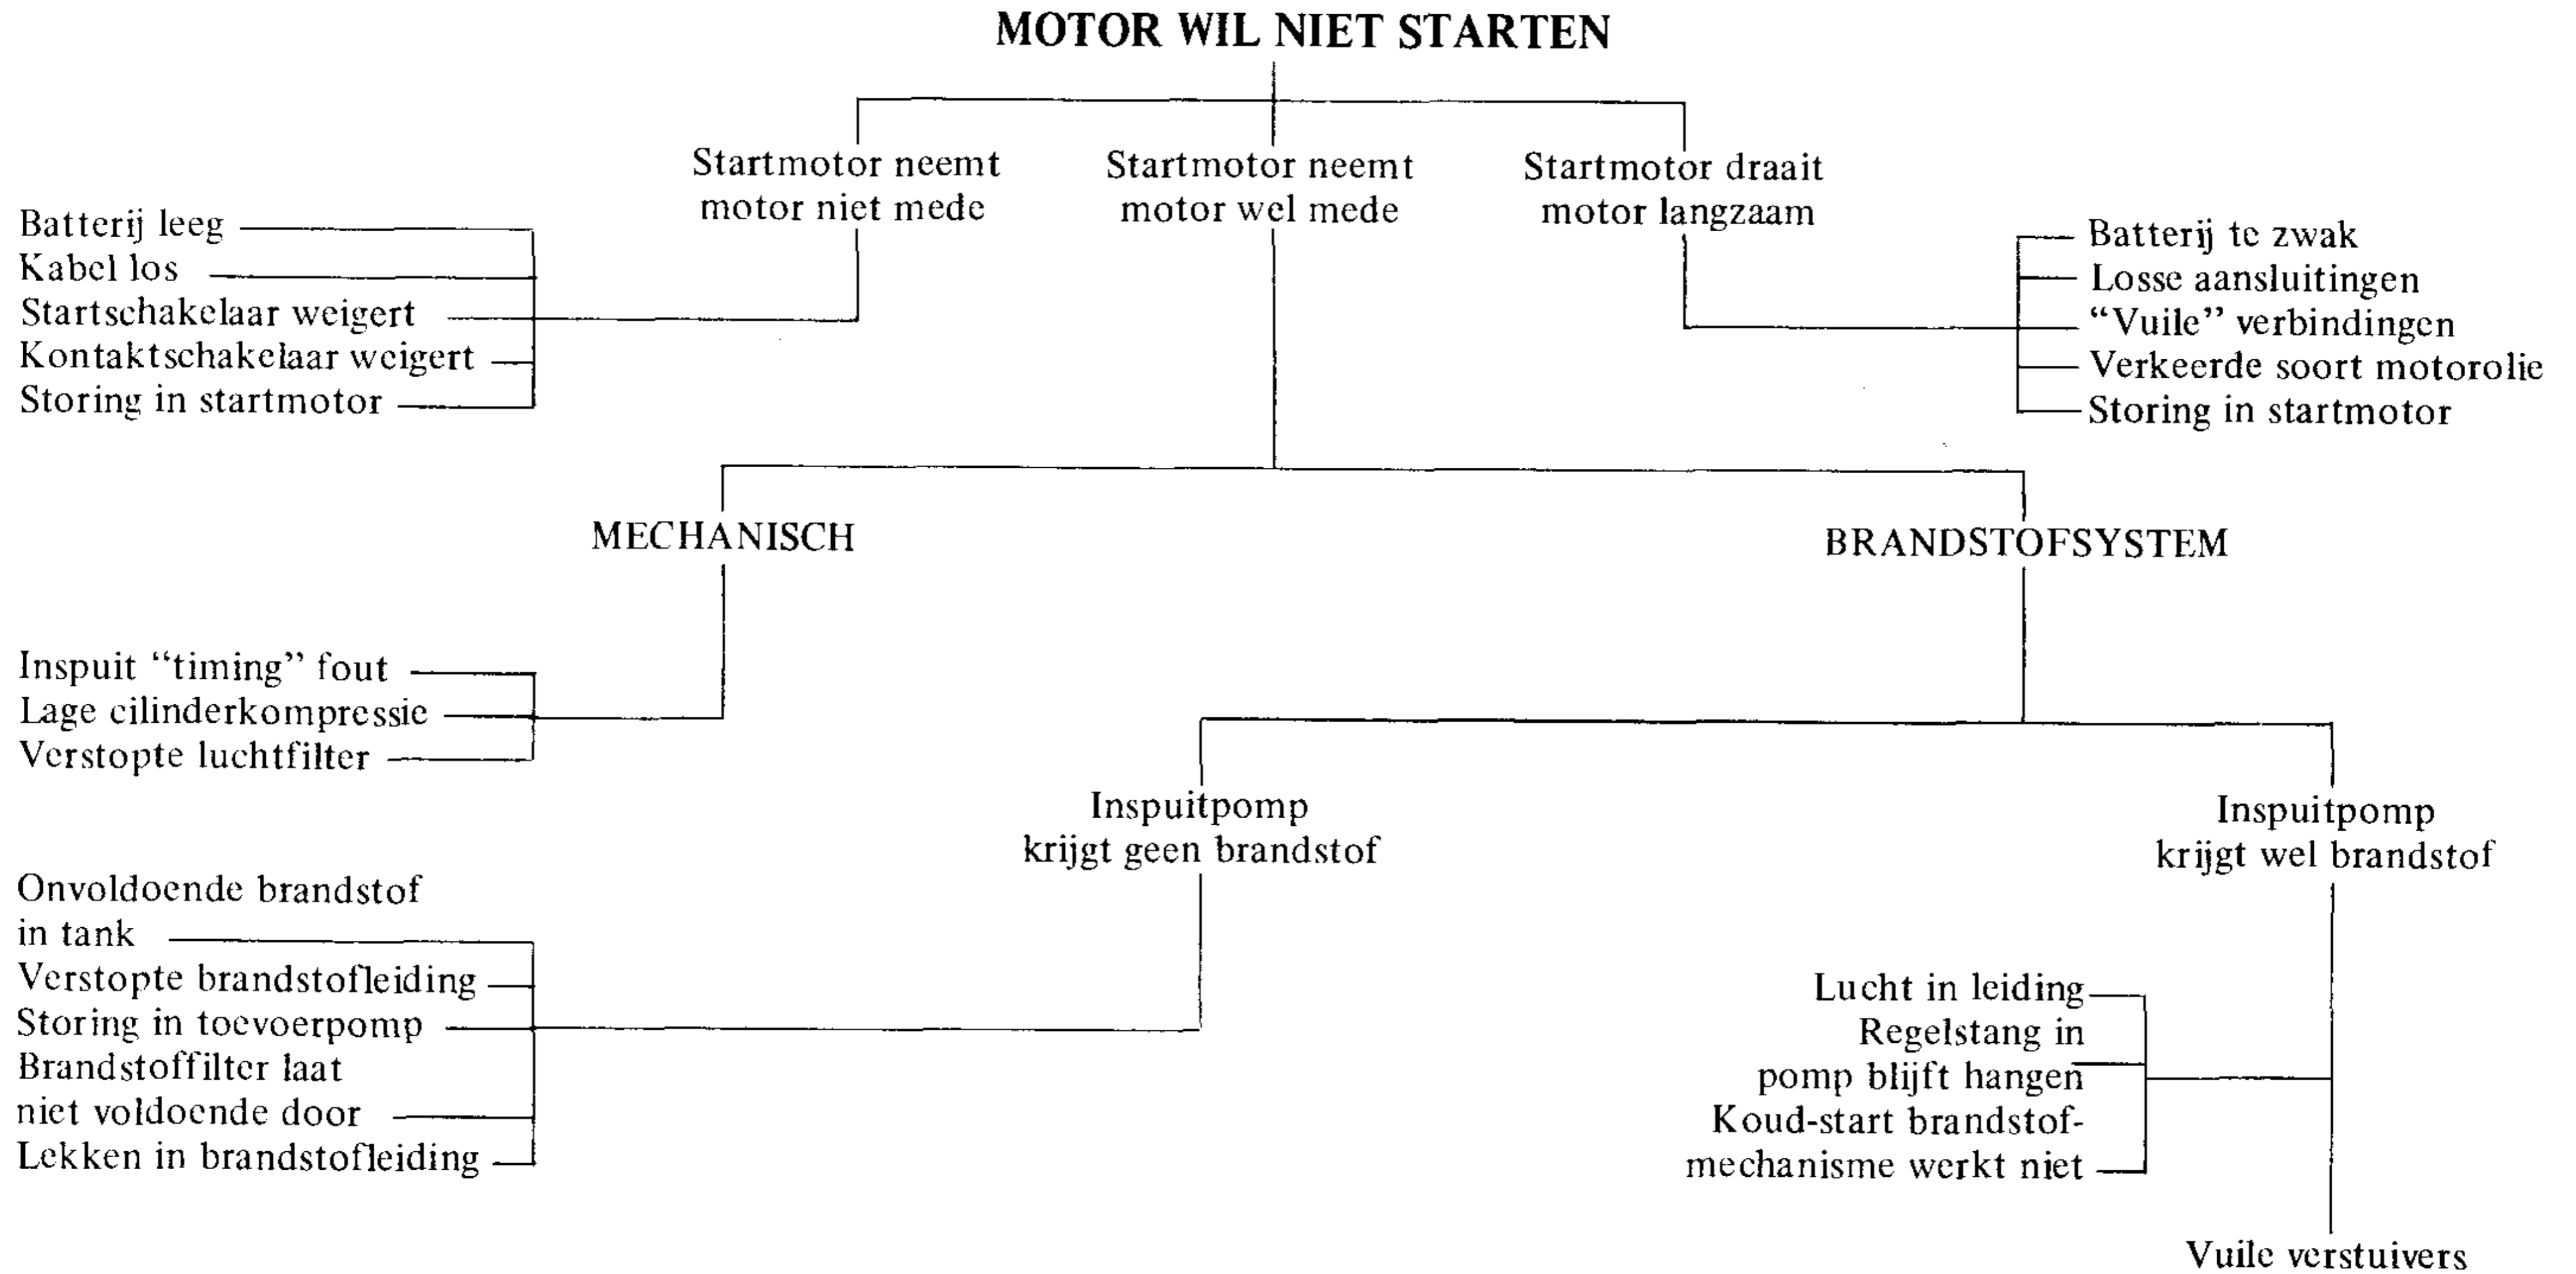 MOTOR WIL NIET STARTEN
Startmotor neemt
motor niet mede
Startmotor neemt
motor wel mede
Startmotor draait
motor langzaam
Batterij leeg
Kabel los
Startschakelaar weigert
Kontaktschakelaar weigert
Storing in startmotor
Batterij te zwak
Losse aansluitingen
“Vuile” verbindingen
Verkeerde soort motorolie
Storing in startmotor
MECHANISCH
BRANDSTOFSYSTEM
Inspuit “timing” fout
Lage cilinderkompressie
Verstopte luchtfilter
Inspuitpomp
krijgt geen brandstof
Inspuitpomp
krijgt wel brandstof
Onvoldoende brandstof
in tank
Verstopte brandstofleiding
Storing in toevoerpomp
Brandstoffilter laat
niet voldoende door
Lekken in brandstofleiding
Lucht in leiding
Regelstang in
pomp blijft hangen
Koud-start brandstof-
mechanisme werkt niet
Vuile verstuivers